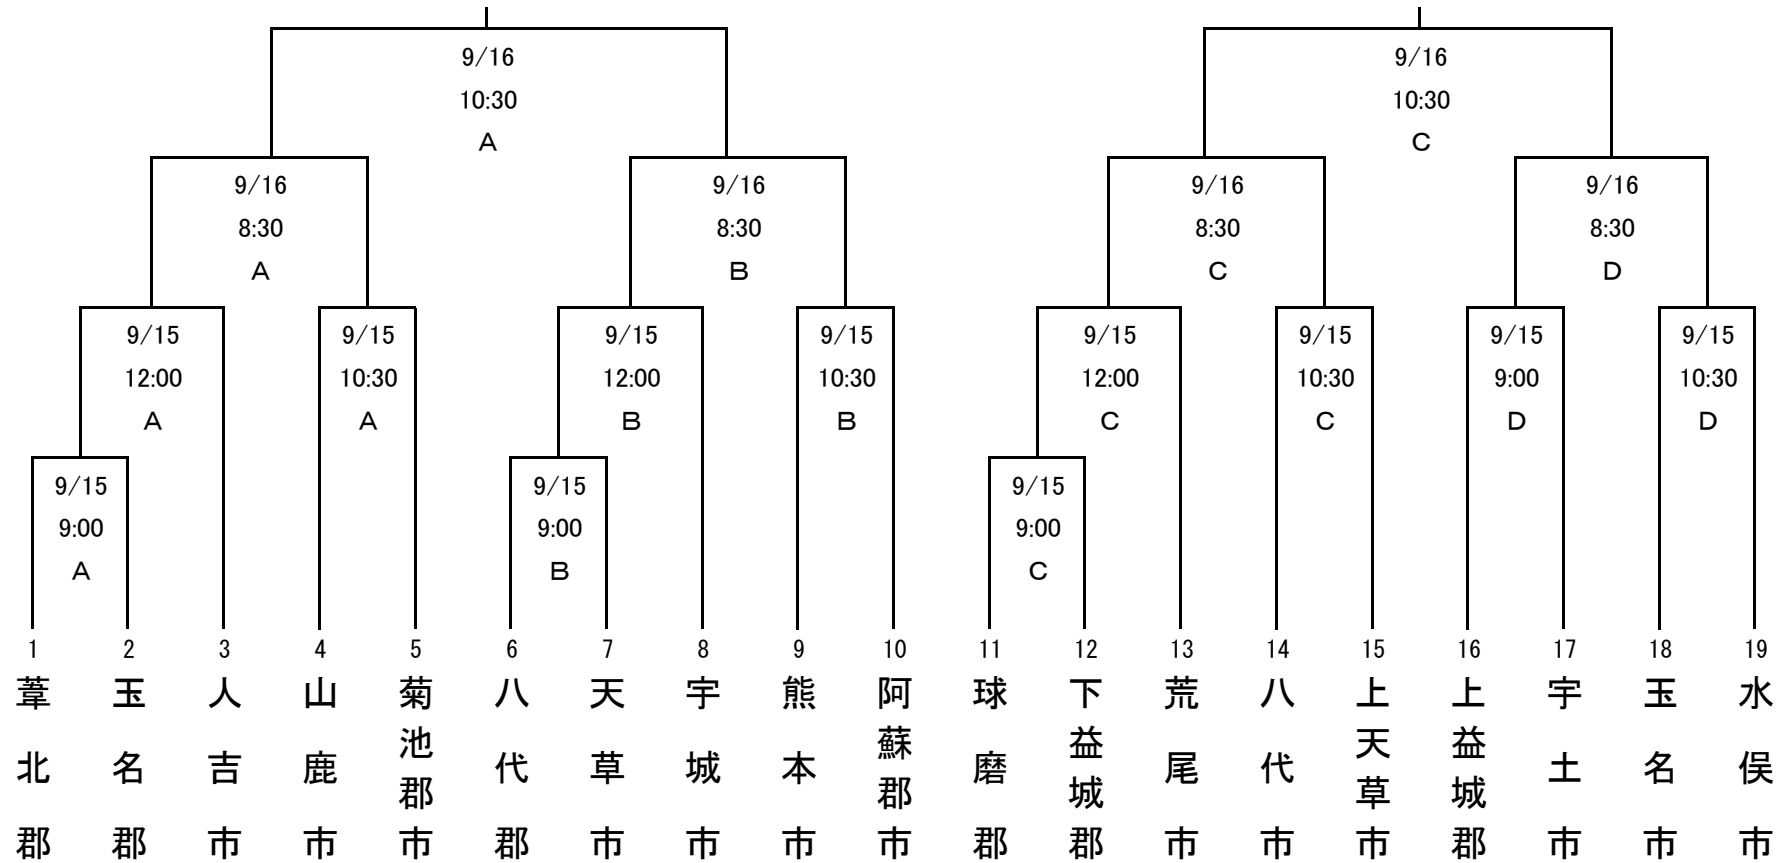 9/16
10:30
A
9/16
10:30
C
9/16
8:30
A
9/16
8:30
B
9/16
8:30
C
9/16
8:30
D
9/15
12:00
A
9/15
10:30
A
9/15
12:00
B
9/15
10:30
B
9/15
12:00
C
9/15
10:30
C
9/15
9:00
D
9/15
10:30
D
9/15
9:00
A
9/15
9:00
B
9/15
9:00
C
1
葦北郡
2
玉名郡
3
人吉市
4
山鹿市
5
菊池郡市
6
八代郡
7
天草市
8
宇城市
9
熊本市
10
阿蘇郡市
11
球磨郡
12
下益城郡
13
荒尾市
14
八代市
15
上天草市
16
上益城郡
17
宇土市
18
玉名市
19
水俣市